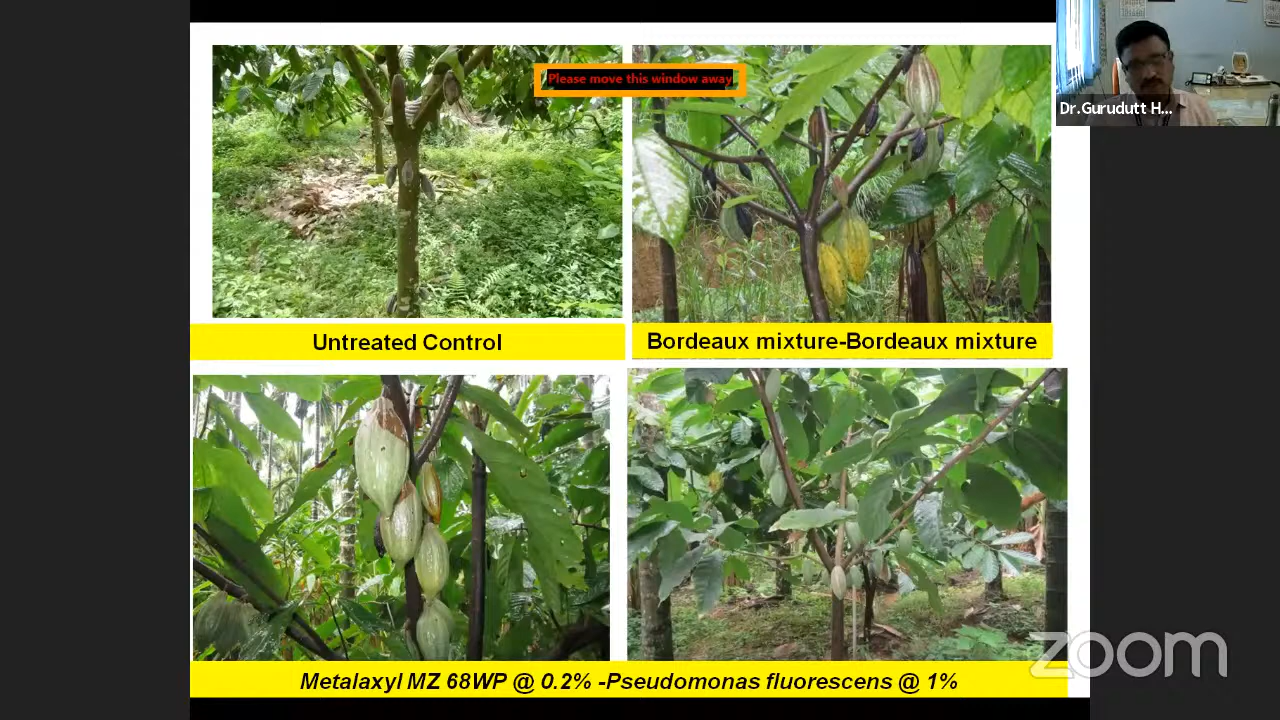 Please move this window away
Dr.Gurudutt H...
Untreated Control
Bordeaux mixture-Bordeaux mixture
Metalaxyl MZ 68WP @ 0.2% -Pseudomonas fluorescens @ 1%
zoom